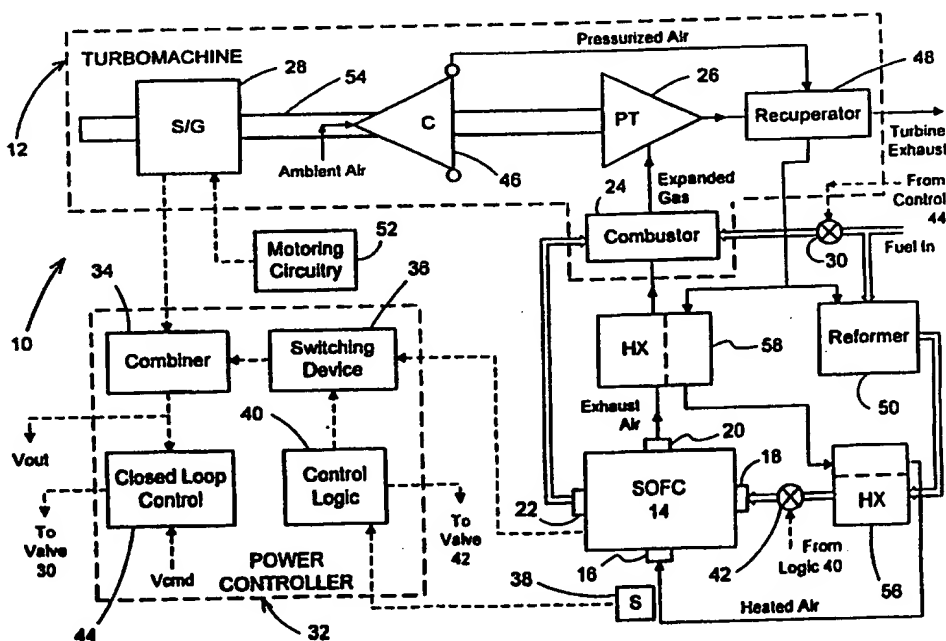 TURBOMACHINE
28
54
Pressurized Air
26
48
12
S/G
C
PT
Recuperator
Ambient Air
46
Turbine
Exhaust
24
Expanded
Gas
From
Control
44
Combustor
30
Fuel In
Motoring
Circuitry
52
10
34
38
Combiner
Switching
Device
HX
58
Reformer
50
Vout
40
Exhaust
Air
20
Closed Loop
Control
Control
Logic
22
SOFC
14
18
HX
To
Valve
30
Vcmd
To
Valve
42
16
42
From
Logic 40
56
POWER
CONTROLLER
44
32
38
S
Heated Air